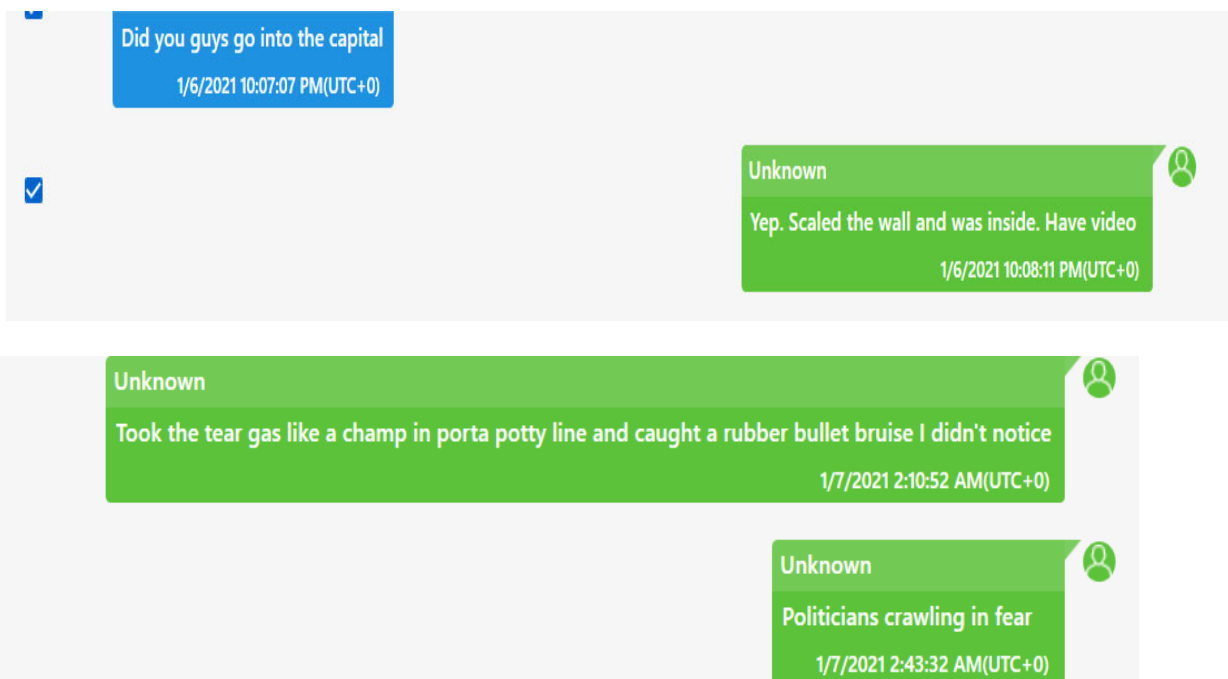 Did you guys go into the capital
1/6/2021 10:07:07 PM(UTC+0)
Unknown
Yep. Scaled the wall and was inside. Have video
1/6/2021 10:08:11 PM(UTC+0)
Unknown
Took the tear gas like a champ in porta potty line and caught a rubber bullet bruise I didn't notice
1/7/2021 2:10:52 AM(UTC+0)
Unknown
Politicians crawling in fear
1/7/2021 2:43:32 AM(UTC+0)